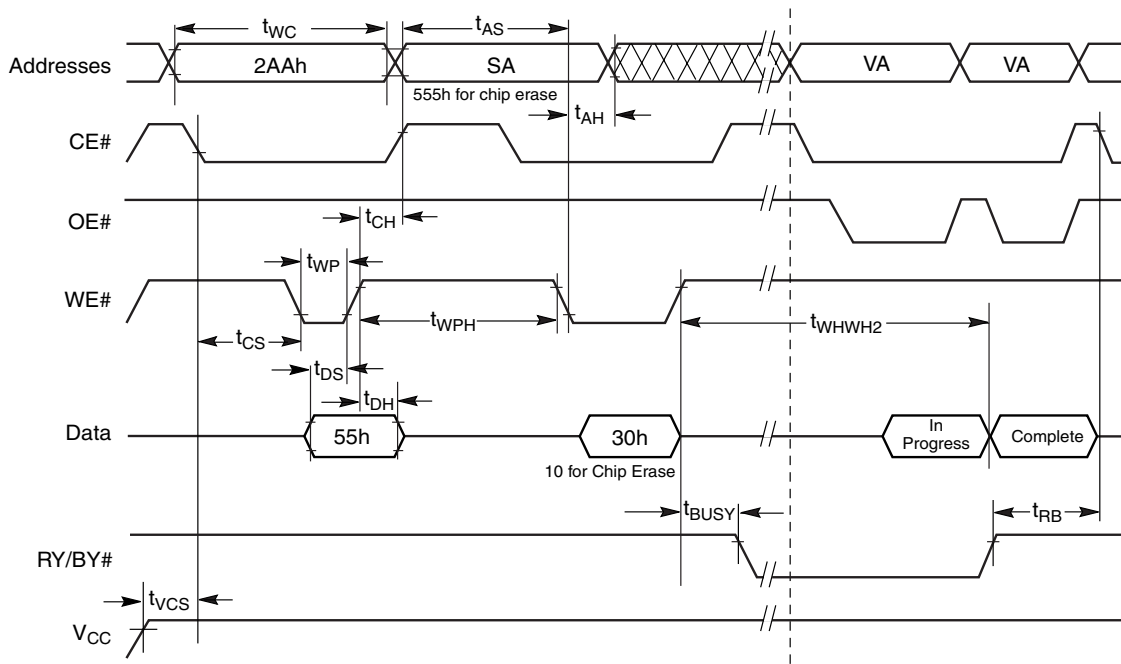 tWC
tAS
Addresses
2AAh
SA
VA
VA
555h for chip erase
tAH
CE#
OE#
tCH
tWP
WE#
tWPH
tWHWH2
tCS
tDS
tDH
Data
55h
30h
In
Progress
Complete
10 for Chip Erase
tBUSY
tRB
RY/BY#
tVCS
VCC